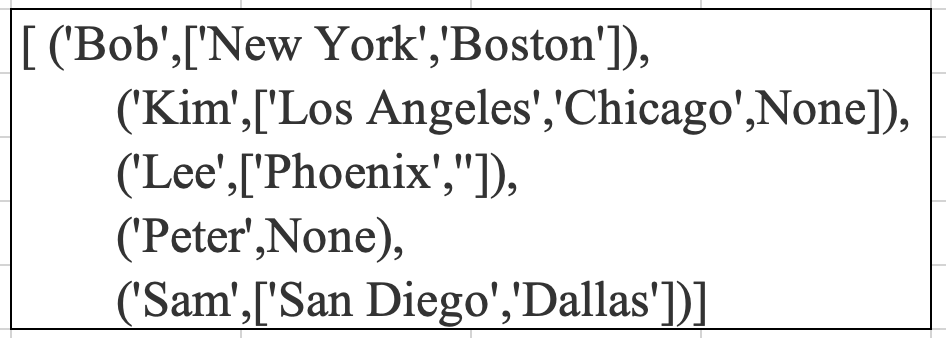 [ ('Bob',['New York','Boston']),
('Kim',['Los Angeles','Chicago',None]),
('Lee',['Phoenix','']),
('Peter',None),
('Sam',['San Diego','Dallas'])]